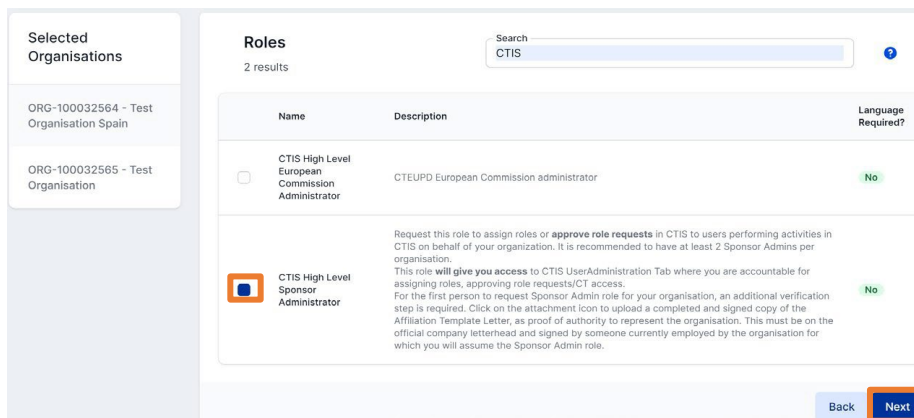 Selected
Organisations
ORG-100032564 - Test
Organisation Spain
ORG-100032565 - Test
Organisation
Roles
2 results
Search
CTIS
?
Name
Description
Language
Required?
CTIS High Level
European
Commission
Administrator
CTEUPD European Commission administrator
No
CTIS High Level
Sponsor
Administrator
Request this role to assign roles or approve role requests in CTIS to users performing activities in
CTIS on behalf of your organization. It is recommended to have at least 2 Sponsor Admins per
organisation.
This role will give you access to CTIS UserAdministration Tab where you are accountable for
assigning roles, approving role requests/CT access.
For the first person to request Sponsor Admin role for your organisation, an additional verification
step is required. Click on the attachment icon to upload a completed and signed copy of the
Affiliation Template Letter, as proof of authority to represent the organisation. This must be on the
official company letterhead and signed by someone currently employed by the organisation for
which you will assume the Sponsor Admin role.
No
Back
Next